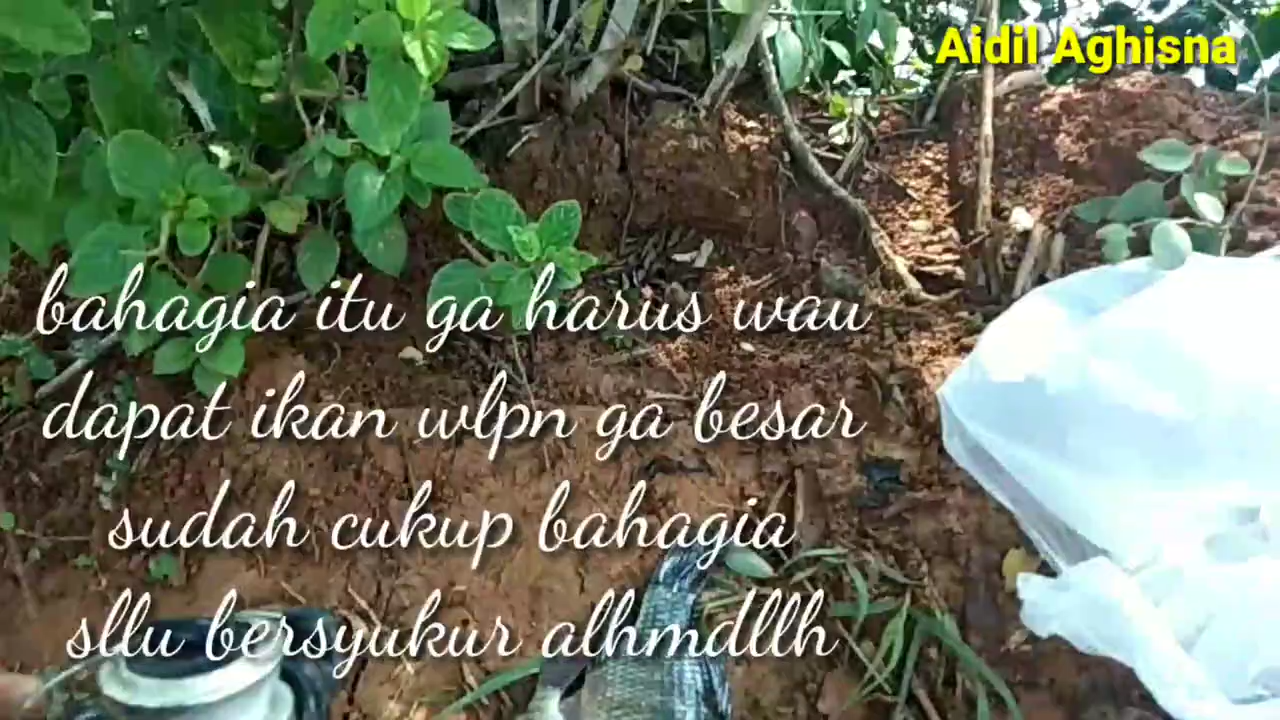 Aidil Aghisna
bahagia itu ga harus wau
dapat ikan wlpn ga besar
sudah cukup bahagia
sllu bersyukur alhmdllh